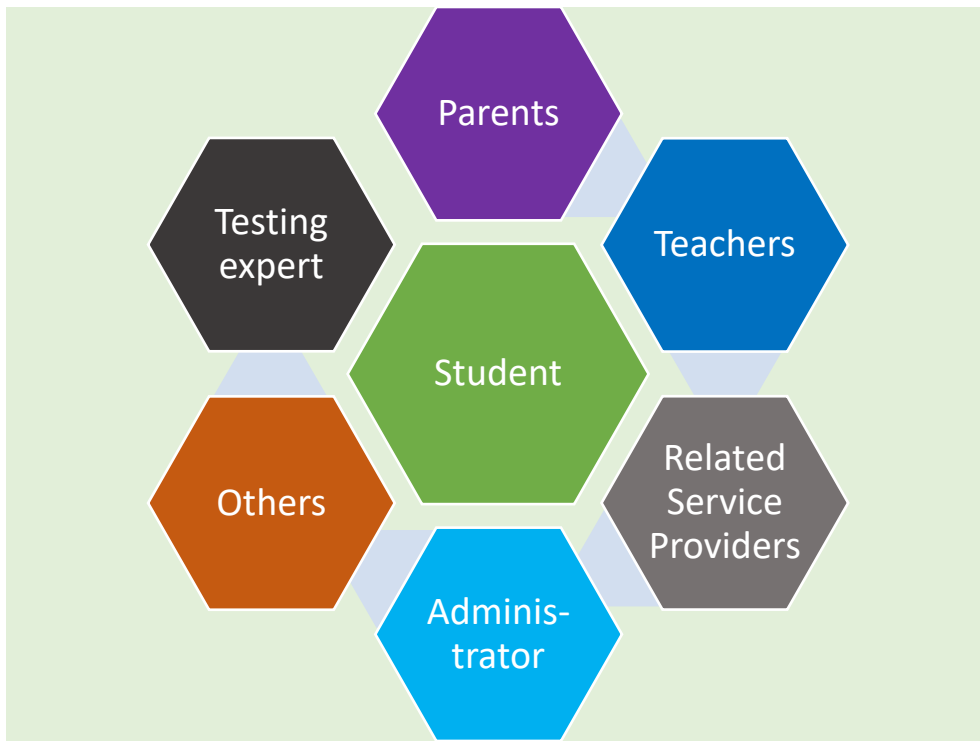 Parents
Testing
expert
Teachers
Student
Related
Service
Providers
Others
Adminis-
trator